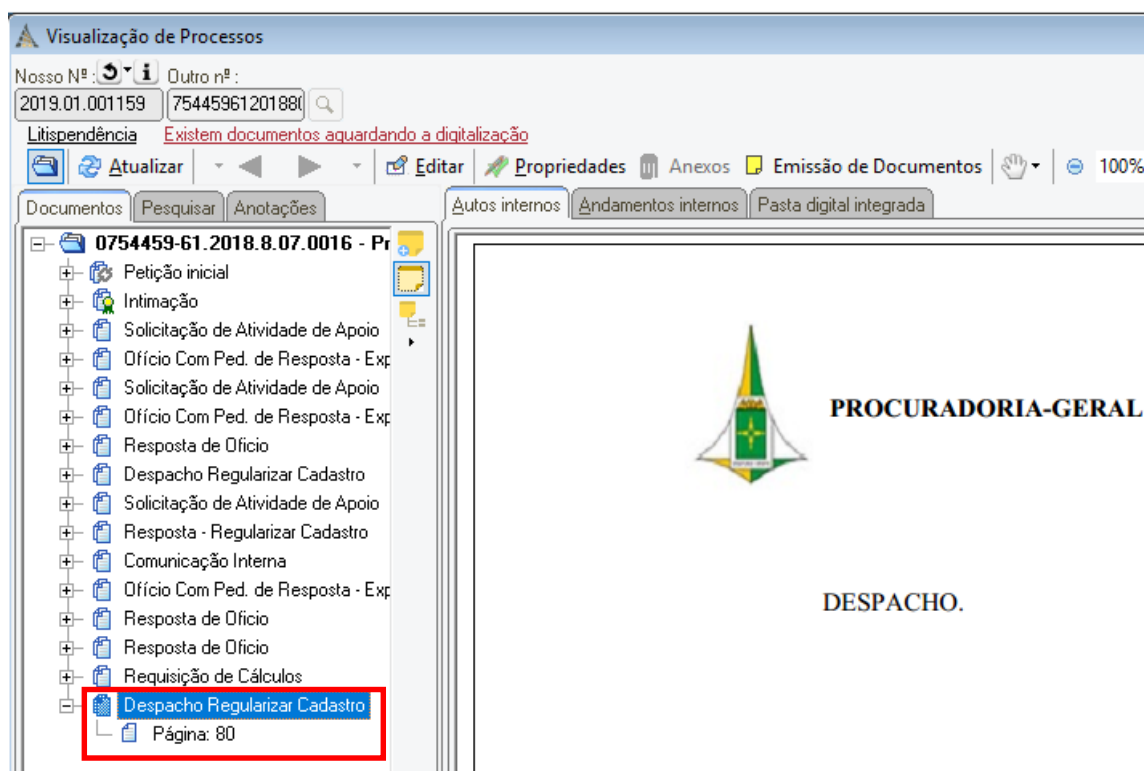 Visualização de Processos
Nosso Nº : Outro nº :
2019.01.001159 7544596120188
Litispendência Existem documentos aguardando a digitalização
Atualizar Editar Propriedades Anexos Emissão de Documentos 100%
Documentos Pesquisar Anotações
Autos internos Andamentos internos Pasta digital integrada
0754459-61.2018.8.07.0016 - Pr
Petição inicial
Intimação
Solicitação de Atividade de Apoio
Ofício Com Ped. de Resposta - Exp
Solicitação de Atividade de Apoio
Ofício Com Ped. de Resposta - Exp
Resposta de Oficio
Despacho Regularizar Cadastro
Solicitação de Atividade de Apoio
Resposta - Regularizar Cadastro
Comunicação Interna
Ofício Com Ped. de Resposta - Exp
Resposta de Oficio
Resposta de Oficio
Requisição de Cálculos
Despacho Regularizar Cadastro
Página: 80
PROCURADORIA-GERAL
DESPACHO.